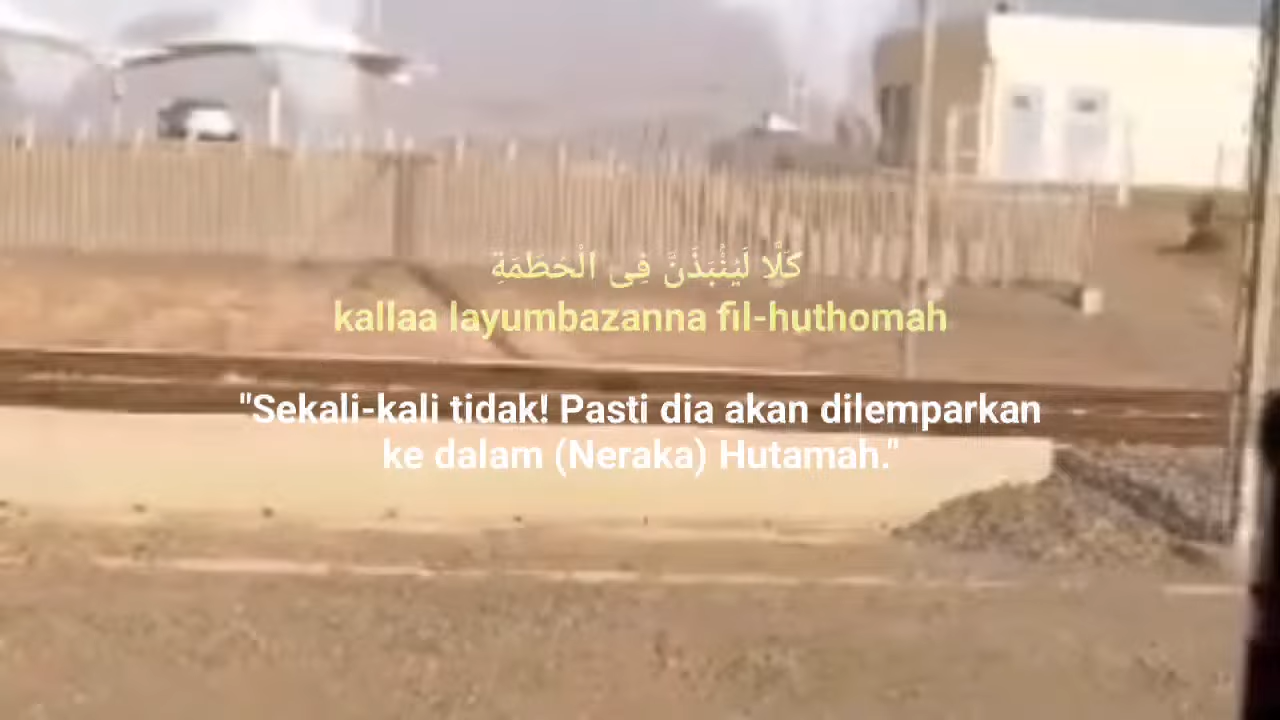 كَلَّا لَيُنْۢبَذَنَّ فِى الْحُطَمَةِ
kallaa layumbazanna fil-huthomah
"Sekali-kali tidak! Pasti dia akan dilemparkan
ke dalam (Neraka) Hutamah."